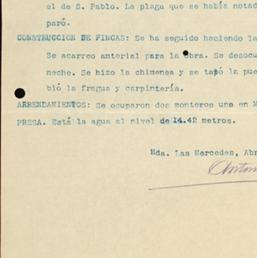 el de S. Pablo. La plaga que se había notad
paró.
CONSTRUCCION DE FINCAS: Se ha seguido haciendo la
Se acarreo amterial para la obra. Se desocu
neche. Se hizo la chimenea y se tapó la pue
bió la fragua y carpintería.
ARRENDAMIENTOS: Se ocuparon dos monteros uno en M
PRESA. Está la agua al nivel de 14.42 metros.
Hda. Las Mercedes, Abr
Anton